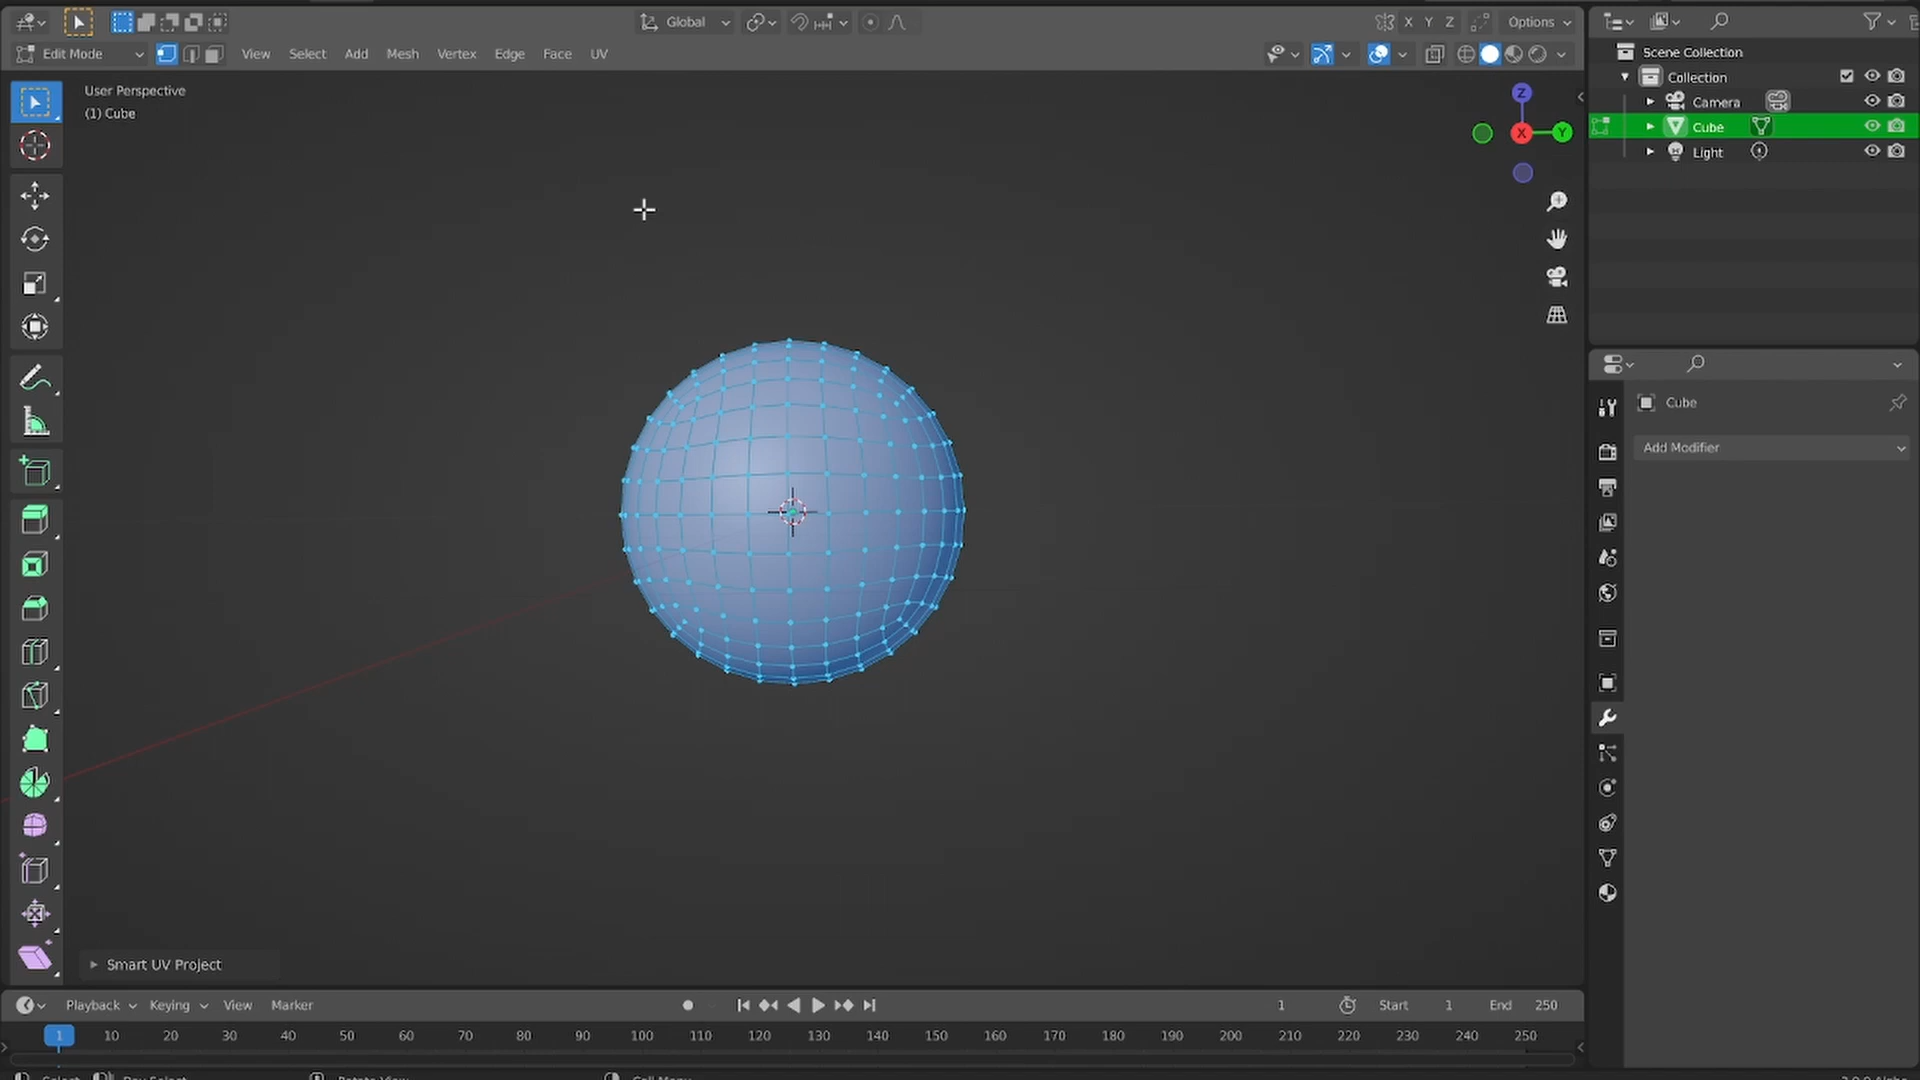 Global
X Y Z
Options
Edit Mode
View Select Add Mesh Vertex Edge Face UV
User Perspective
(1) Cube
Z
X
Y
Scene Collection
Collection
Camera
Cube
Light
Cube
Add Modifier
Smart UV Project
Playback Keying View Marker
1 Start 1 End 250
1 10 20 30 40 50 60 70 80 90 100 110 120 130 140 150 160 170 180 190 200 210 220 230 240 250